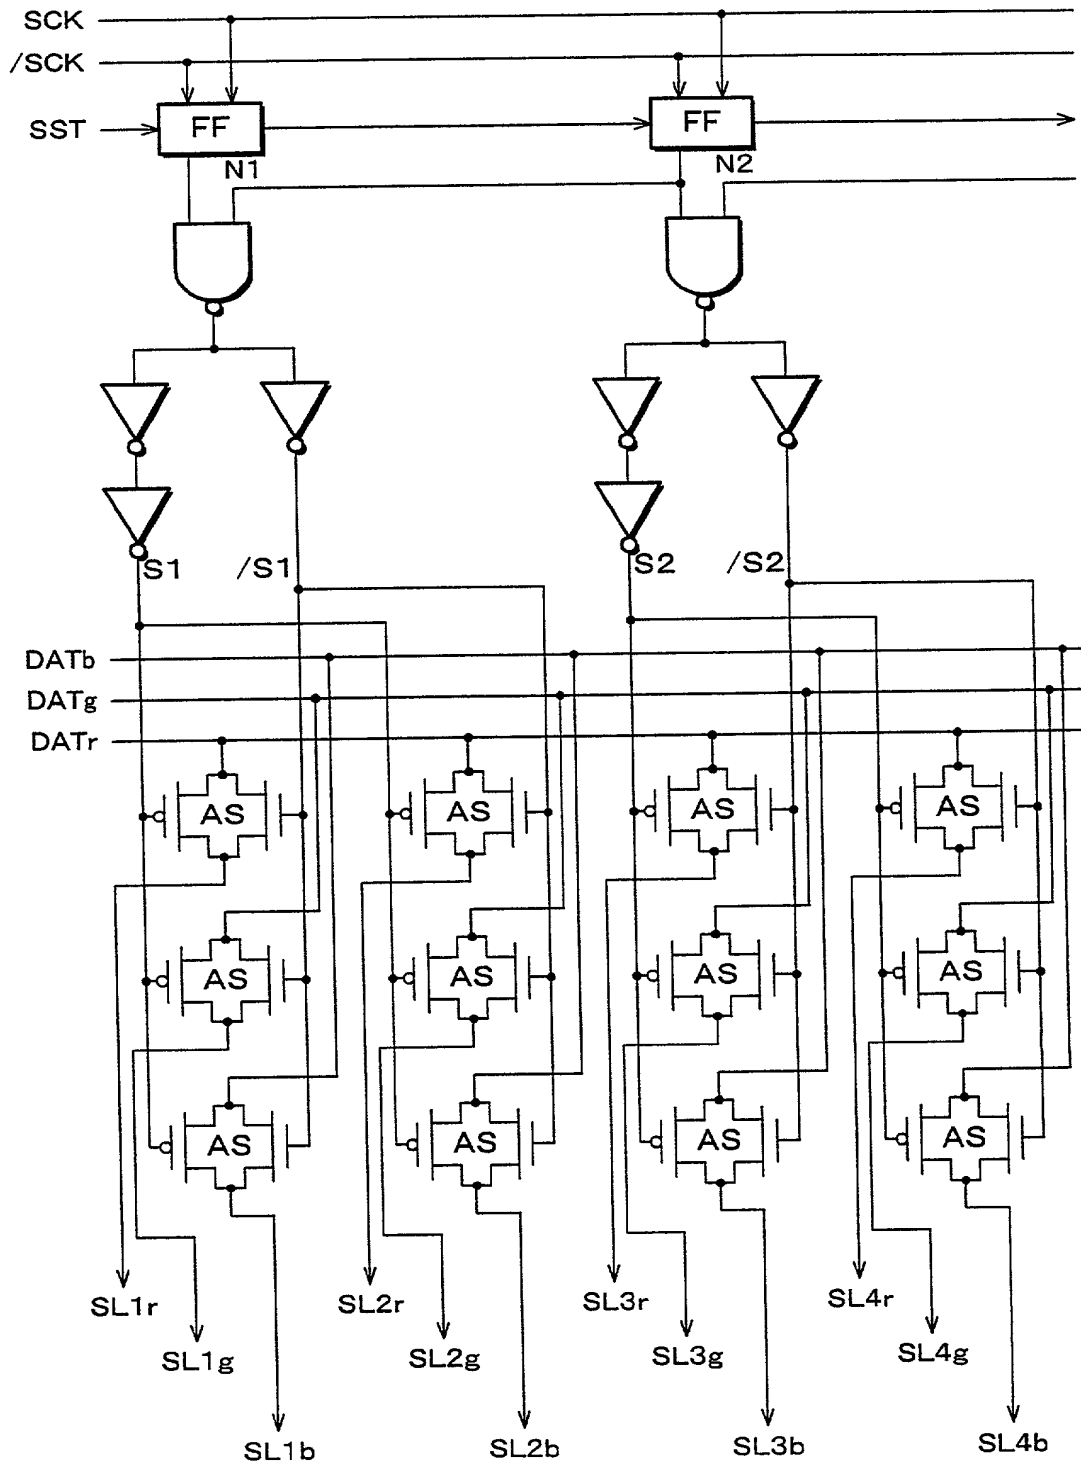 SCK
/SCK
SST
FF
FF
N1
N2
S1
/S1
S2
/S2
DATb
DATg
DATr
AS
AS
AS
AS
AS
AS
AS
AS
AS
AS
AS
AS
SL1r
SL2r
SL3r
SL4r
SL1g
SL2g
SL3g
SL4g
SL1b
SL2b
SL3b
SL4b